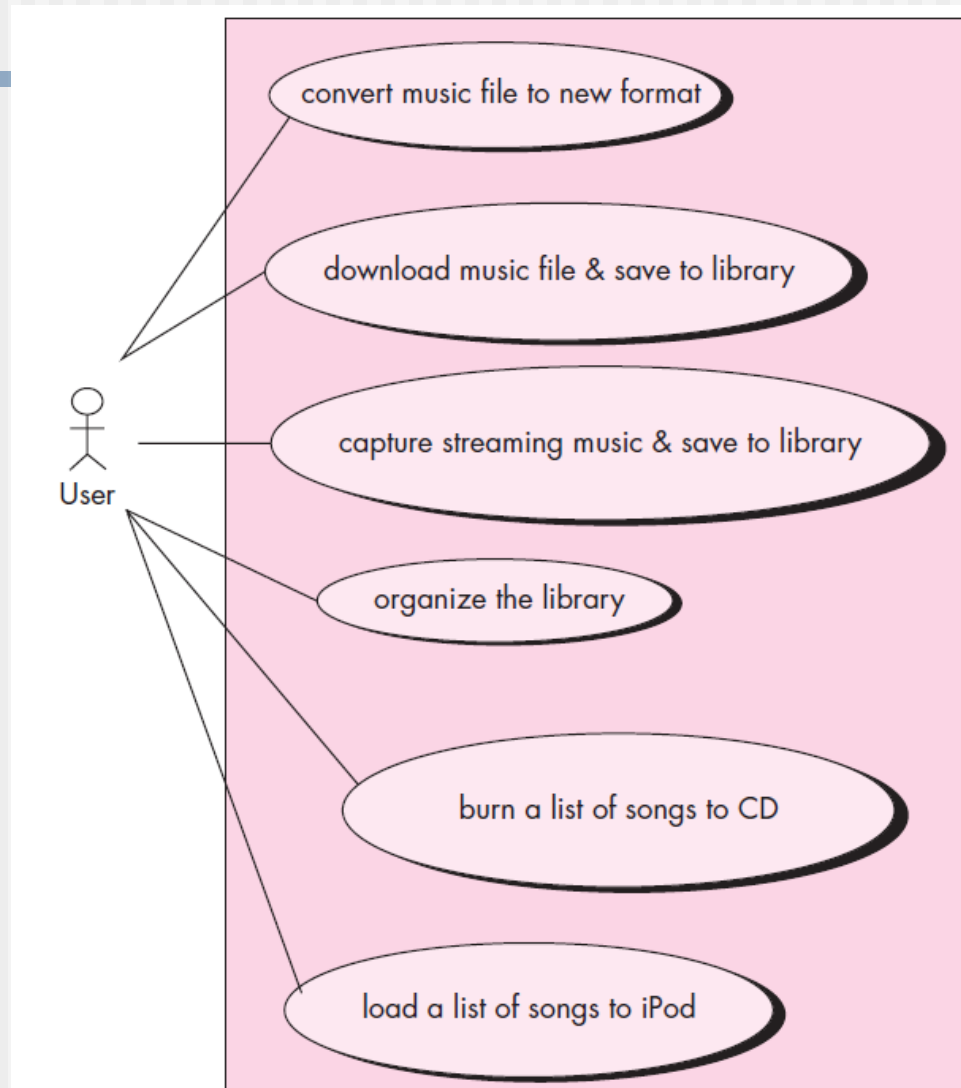 convert music file to new format
download music file & save to library
capture streaming music & save to library
User
organize the library
burn a list of songs to CD
load a list of songs to iPod